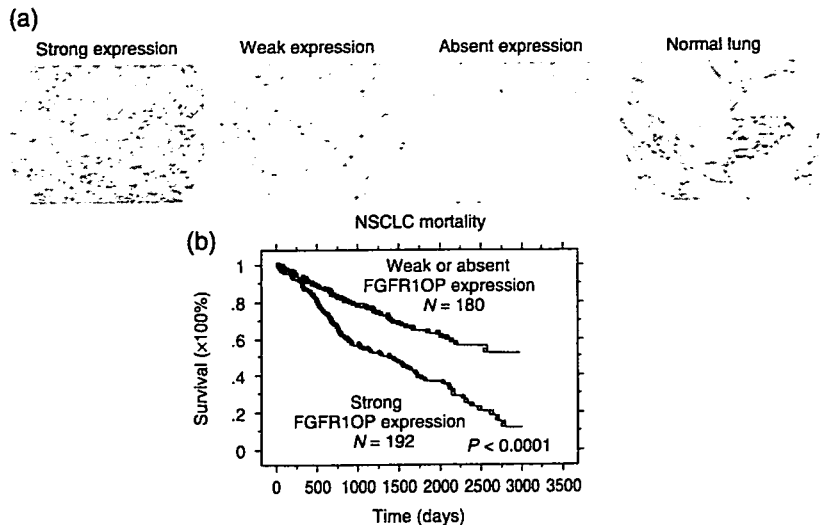 (a)
Strong expression
Weak expression
Absent expression
Normal lung
NSCLC mortality
(b)
Weak or absent
FGFR1OP expression
N = 180
Strong
FGFR1OP expression
N = 192
P < 0.0001
Survival (×100%)
1
.8
.6
.4
.2
0
0 500 1000 1500 2000 2500 3000 3500
Time (days)